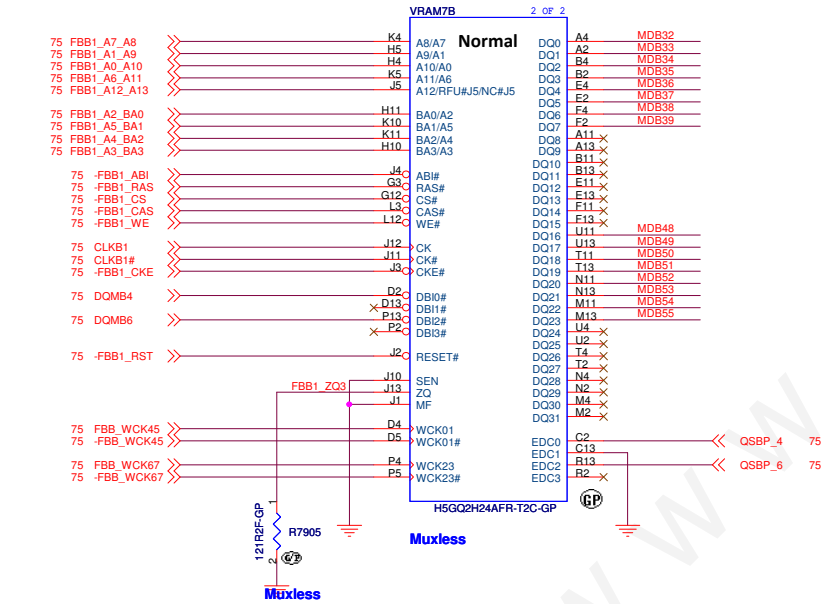 VRAM7B 2 OF 2
Normal
75 FBB1_A7_A8 K4 A8/A7 DQ0 A4 MDB32
75 FBB1_A1_A9 H5 A9/A1 DQ1 A2 MDB33
75 FBB1_A0_A10 H4 A10/A0 DQ2 B4 MDB34
75 FBB1_A6_A11 K5 A11/A6 DQ3 B2 MDB35
75 FBB1_A12_A13 J5 A12/RFU#J5/NC#J5 DQ4 E4 MDB36
DQ5 E2 MDB37
75 FBB1_A2_BA0 H11 BA0/A2 DQ6 F4 MDB38
75 FBB1_A5_BA1 K10 BA1/A5 DQ7 F2 MDB39
75 FBB1_A4_BA2 K11 BA2/A4 DQ8 A11
75 FBB1_A3_BA3 H10 BA3/A3 DQ9 A13
DQ10 B11
75 -FBB1_ABI J4 ABI# DQ11 B13
75 -FBB1_RAS G3 RAS# DQ12 E11
75 -FBB1_CS G12 CS# DQ13 E13
75 -FBB1_CAS L3 CAS# DQ14 F11
75 -FBB1_WE L12 WE# DQ15 F13
DQ16 U11 MDB48
75 CLKB1 J12 CK DQ17 U13 MDB49
75 CLKB1# J11 CK# DQ18 T11 MDB50
75 -FBB1_CKE J3 CKE# DQ19 T13 MDB51
DQ20 N11 MDB52
75 DQMB4 D2 DBI0# DQ21 N13 MDB53
D13 DBI1# DQ22 M11 MDB54
75 DQMB6 P13 DBI2# DQ23 M13 MDB55
P2 DBI3# DQ24 U4
DQ25 U2
75 -FBB1_RST J2 RESET# DQ26 T4
DQ27 T2
J10 SEN DQ28 N4
FBB1_ZQ3 J13 ZQ DQ29 N2
J1 MF DQ30 M4
DQ31 M2
75 FBB_WCK45 D4 WCK01
75 -FBB_WCK45 D5 WCK01# EDC0 C2 QSBP_4 75
EDC1 C13
75 FBB_WCK67 P4 WCK23 EDC2 R13 QSBP_6 75
75 -FBB_WCK67 P5 WCK23# EDC3 R2
GP
H5GQ2H24AFR-T2C-GP
1
121R2F-GP R7905
2
Muxless
Muxless
W W W